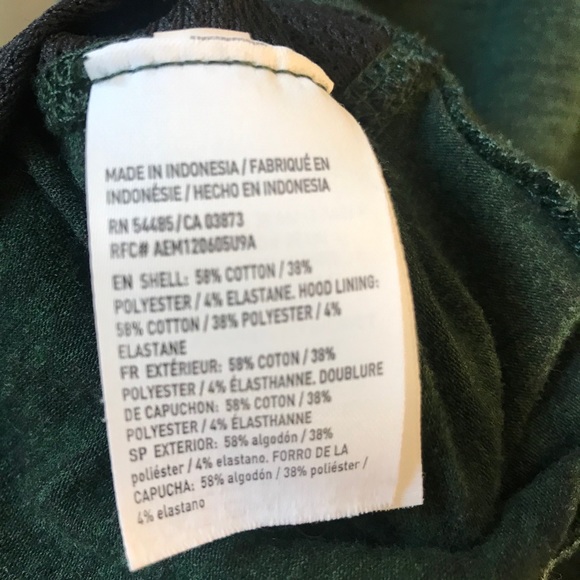 MADE IN INDONESIA / FABRIQUÉ EN
INDONÉSIE / HECHO EN INDONESIA
RN 54485/CA 03873
RFC# AEM120605U9A
EN SHELL: 58% COTTON / 38%
POLYESTER / 4% ELASTANE. HOOD LINING:
58% COTTON / 38% POLYESTER / 4%
ELASTANE
FR EXTÉRIEUR: 58% COTON / 38%
POLYESTER / 4% ÉLASTHANNE. DOUBLURE
DE CAPUCHON: 58% COTON / 38%
POLYESTER / 4% ÉLASTHANNE
SP EXTERIOR: 58% algodón / 38%
poliéster / 4% elastano. FORRO DE LA
CAPUCHA: 58% algodón / 38% poliéster /
4% elastano